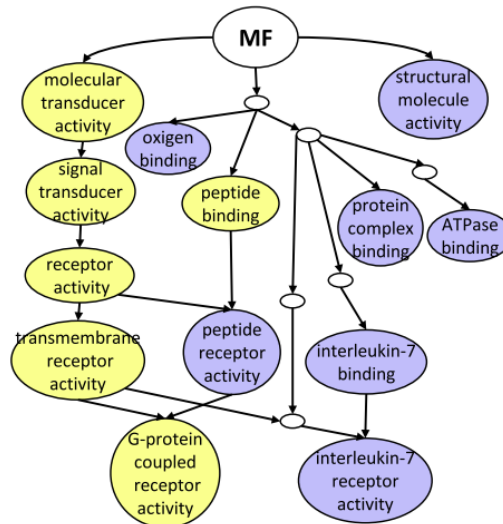 MF
molecular
transducer
activity
structural
molecule
activity
oxigen
binding
signal
transducer
activity
peptide
binding
protein
complex
binding
ATPase
binding
receptor
activity
transmembrane
receptor
activity
peptide
receptor
activity
interleukin-7
binding
G-protein
coupled
receptor
activity
interleukin-7
receptor
activity